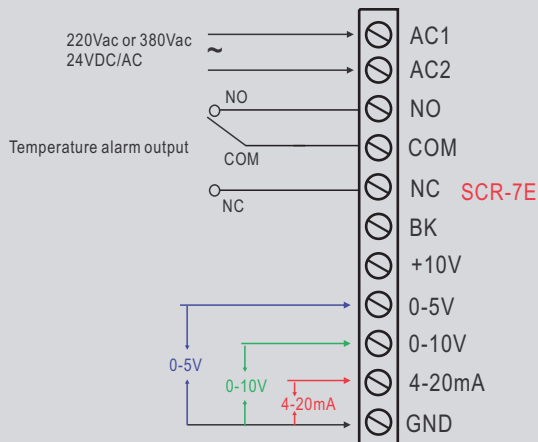 220Vac or 380Vac
~
24VDC/AC
AC1
AC2
NO
NO
Temperature alarm output
COM
COM
NC
NC
SCR-7E
BK
+10V
0-5V
0-10V
0-5V
0-10V
4-20mA
4-20mA
GND